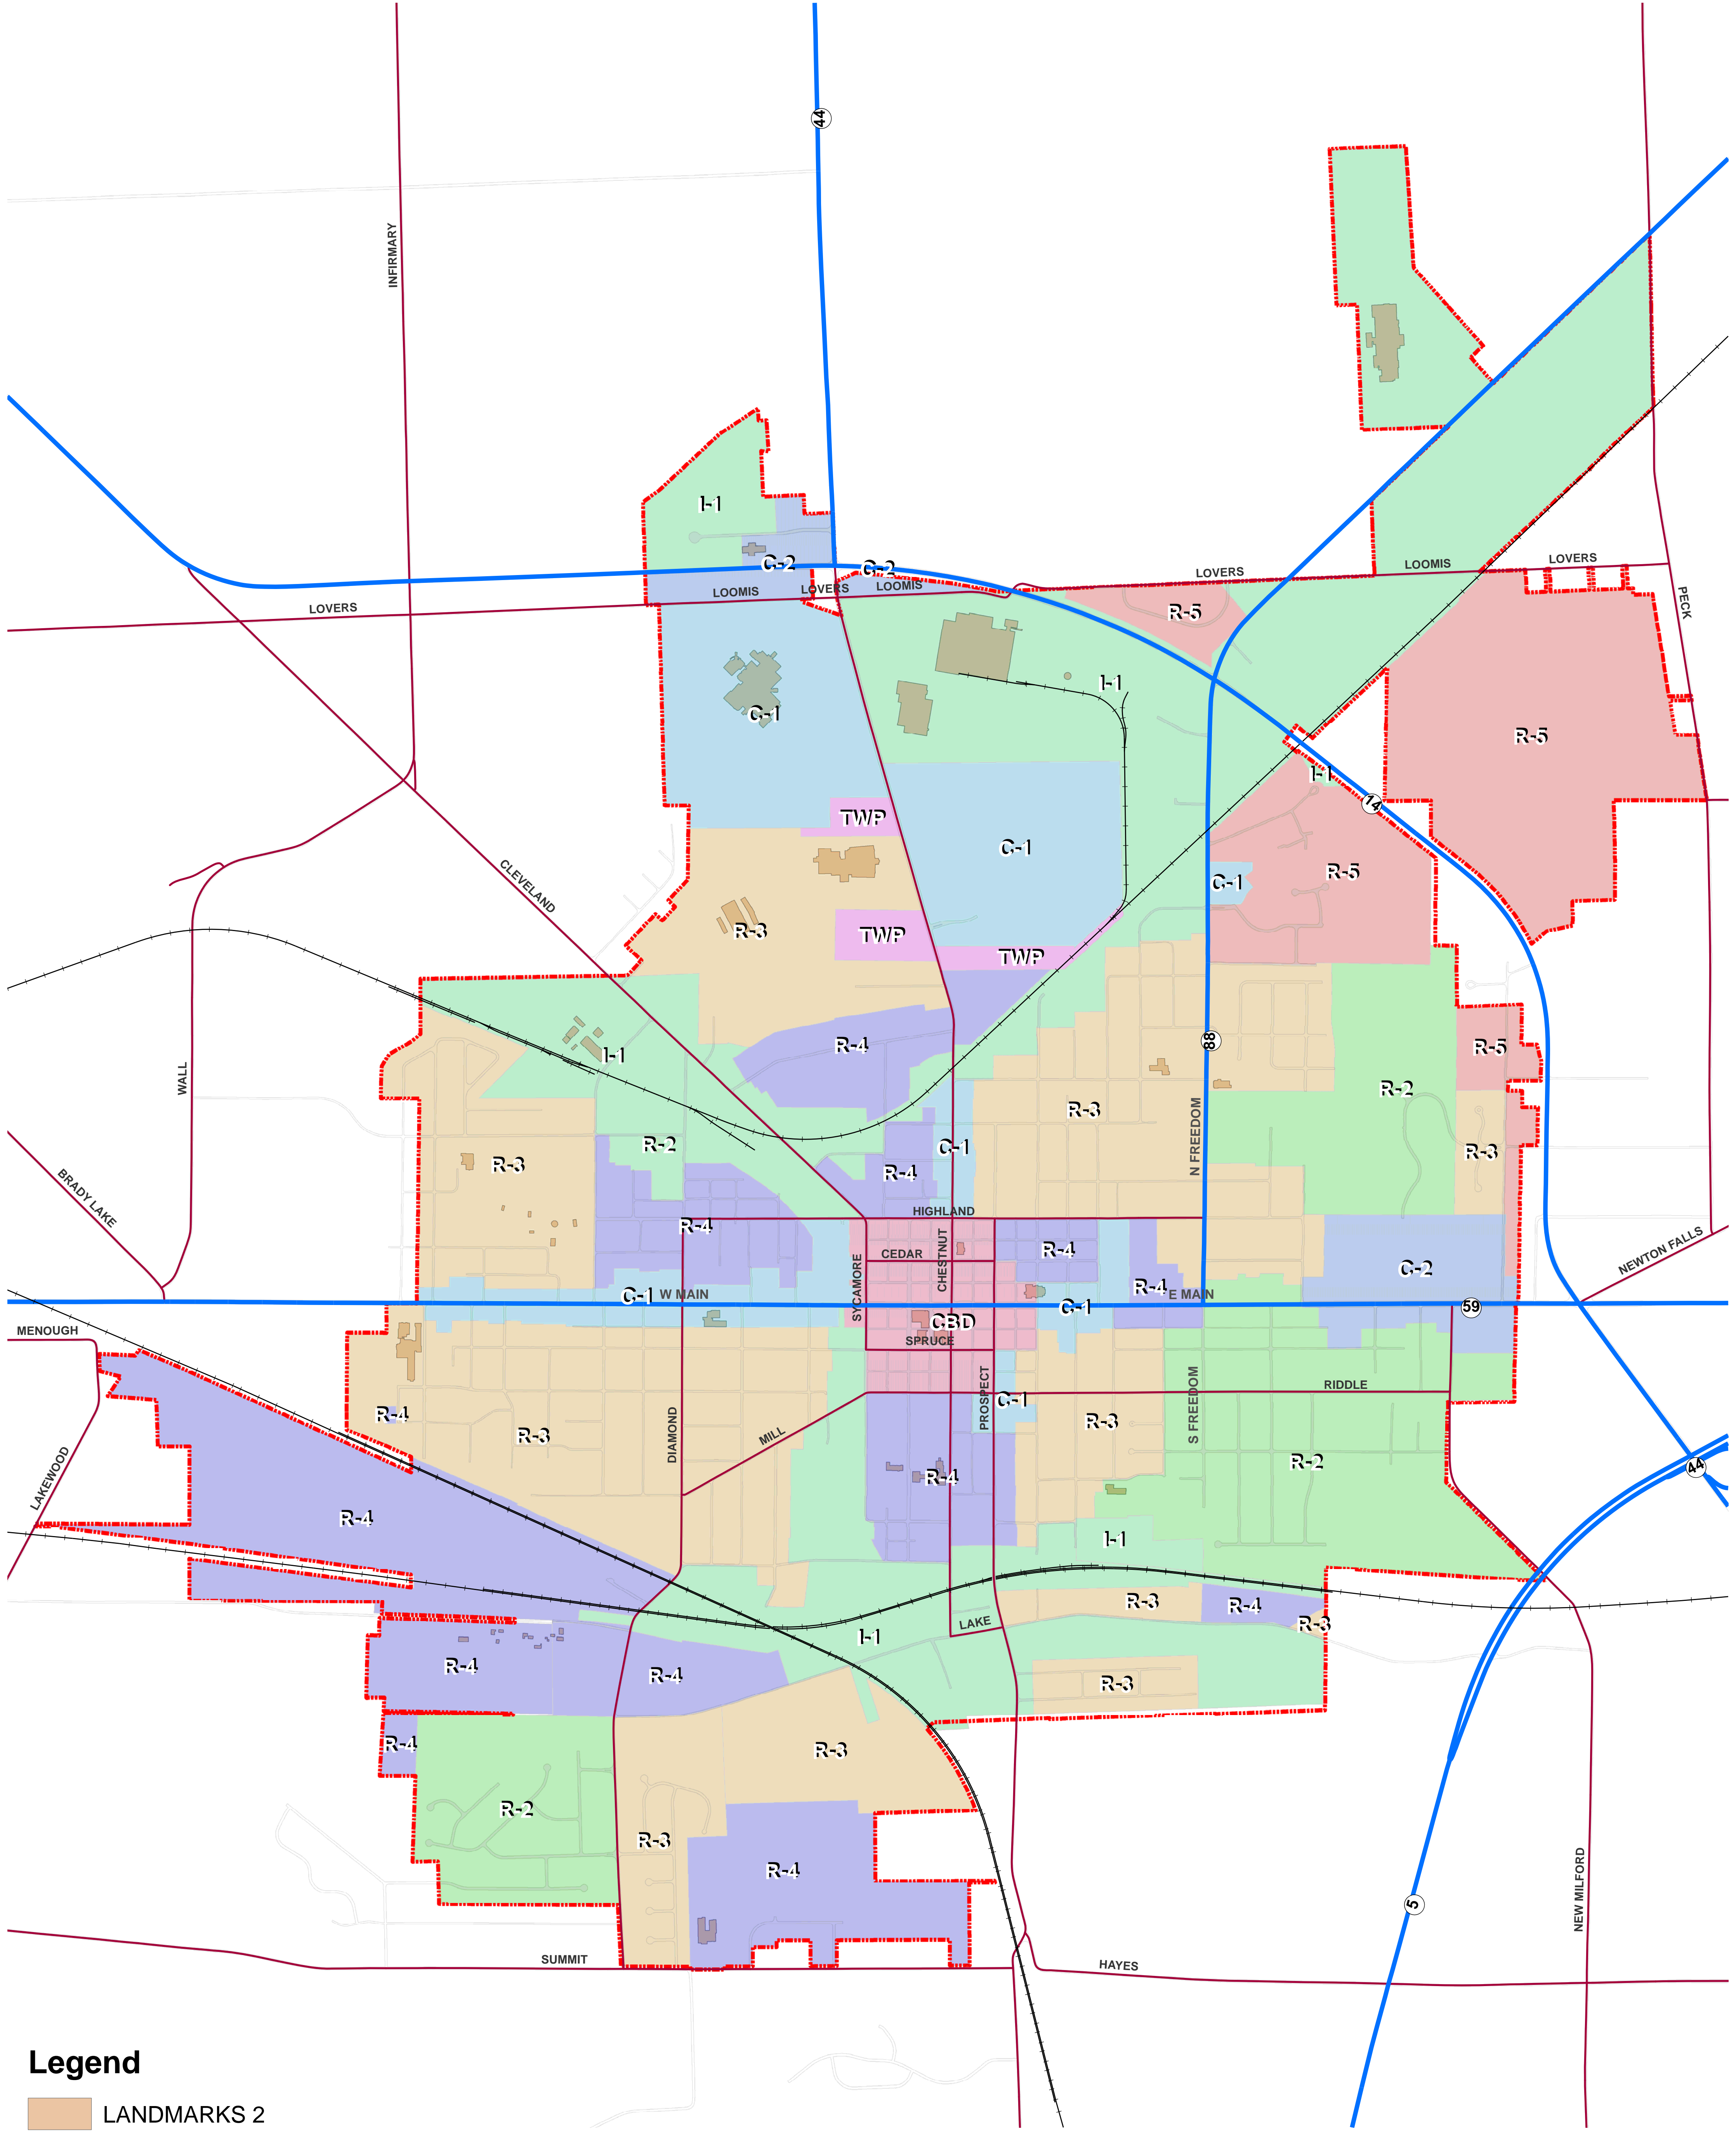 44
INFIRMARY
I-1
C-2
C-2
LOVERS
LOOMIS
LOVERS
LOOMIS
LOVERS
LOOMIS
LOVERS
R-5
PECK
I-1
C-1
R-5
I-1
14
TWP
C-1
CLEVELAND
C-1
R-5
R-3
TWP
TWP
88
R-4
I-1
R-5
WALL
R-2
R-3
N FREEDOM
R-2
C-1
R-3
R-3
R-4
BRADY LAKE
HIGHLAND
R-4
CEDAR
CHESTNUT
R-4
NEWTON FALLS
C-2
SYCAMORE
R-4
C-1
W MAIN
E MAIN
C-1
59
CBD
MENOUGH
SPRUCE
RIDDLE
PROSPECT
C-1
S FREEDOM
R-4
R-3
R-3
DIAMOND
MILL
R-2
44
LAKEWOOD
R-4
R-4
I-1
R-3
R-4
R-3
LAKE
I-1
R-4
R-4
R-3
R-4
R-3
R-2
R-3
R-4
NEW MILFORD
5
SUMMIT
HAYES
Legend
LANDMARKS 2